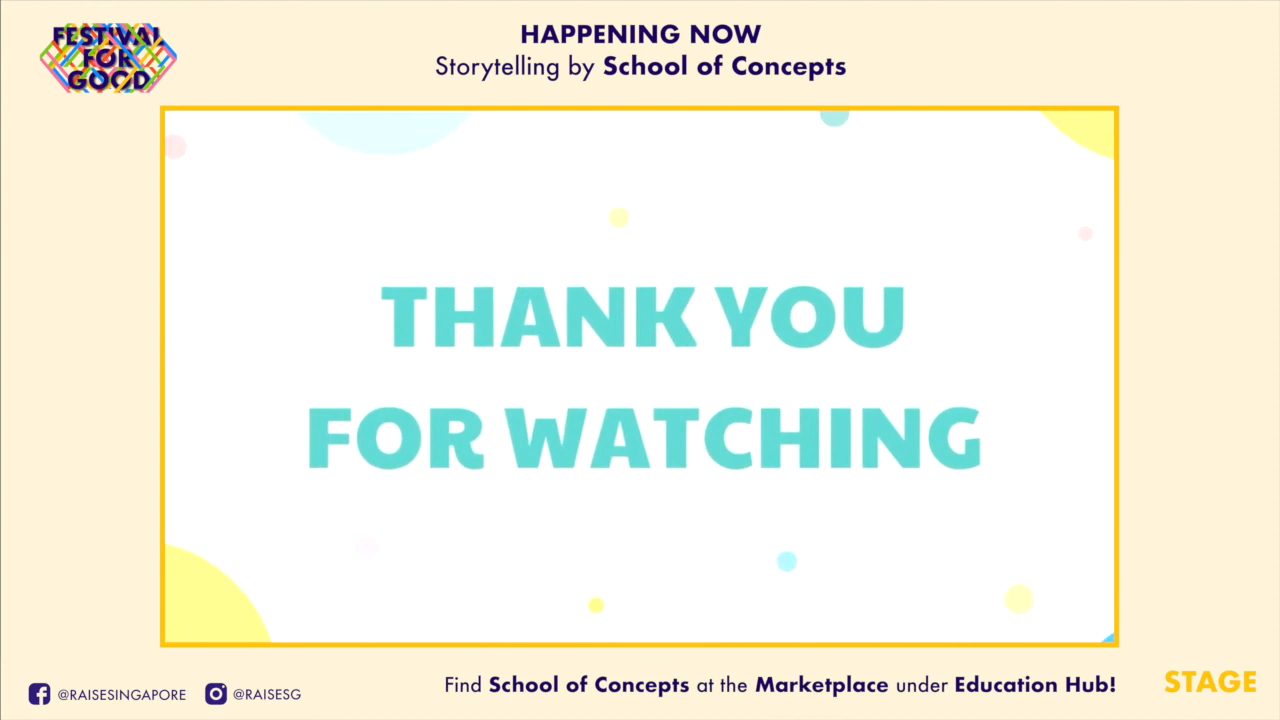 FESTIVAL
FOR
GOOD
HAPPENING NOW
Storytelling by School of Concepts
THANK YOU
FOR WATCHING
@RAISESINGAPORE @RAISESG
Find School of Concepts at the Marketplace under Education Hub!
STAGE